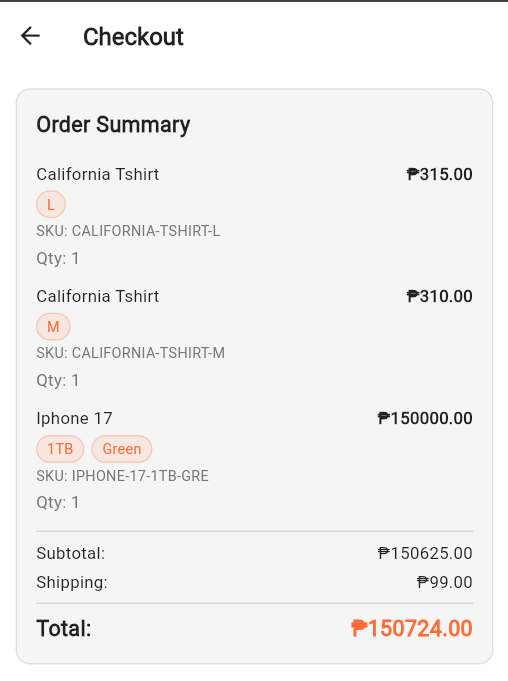 Checkout
Order Summary
California Tshirt ₱315.00
L
SKU: CALIFORNIA-TSHIRT-L
Qty: 1
California Tshirt ₱310.00
M
SKU: CALIFORNIA-TSHIRT-M
Qty: 1
Iphone 17 ₱150000.00
1TB Green
SKU: IPHONE-17-1TB-GRE
Qty: 1
Subtotal: ₱150625.00
Shipping: ₱99.00
Total: ₱150724.00